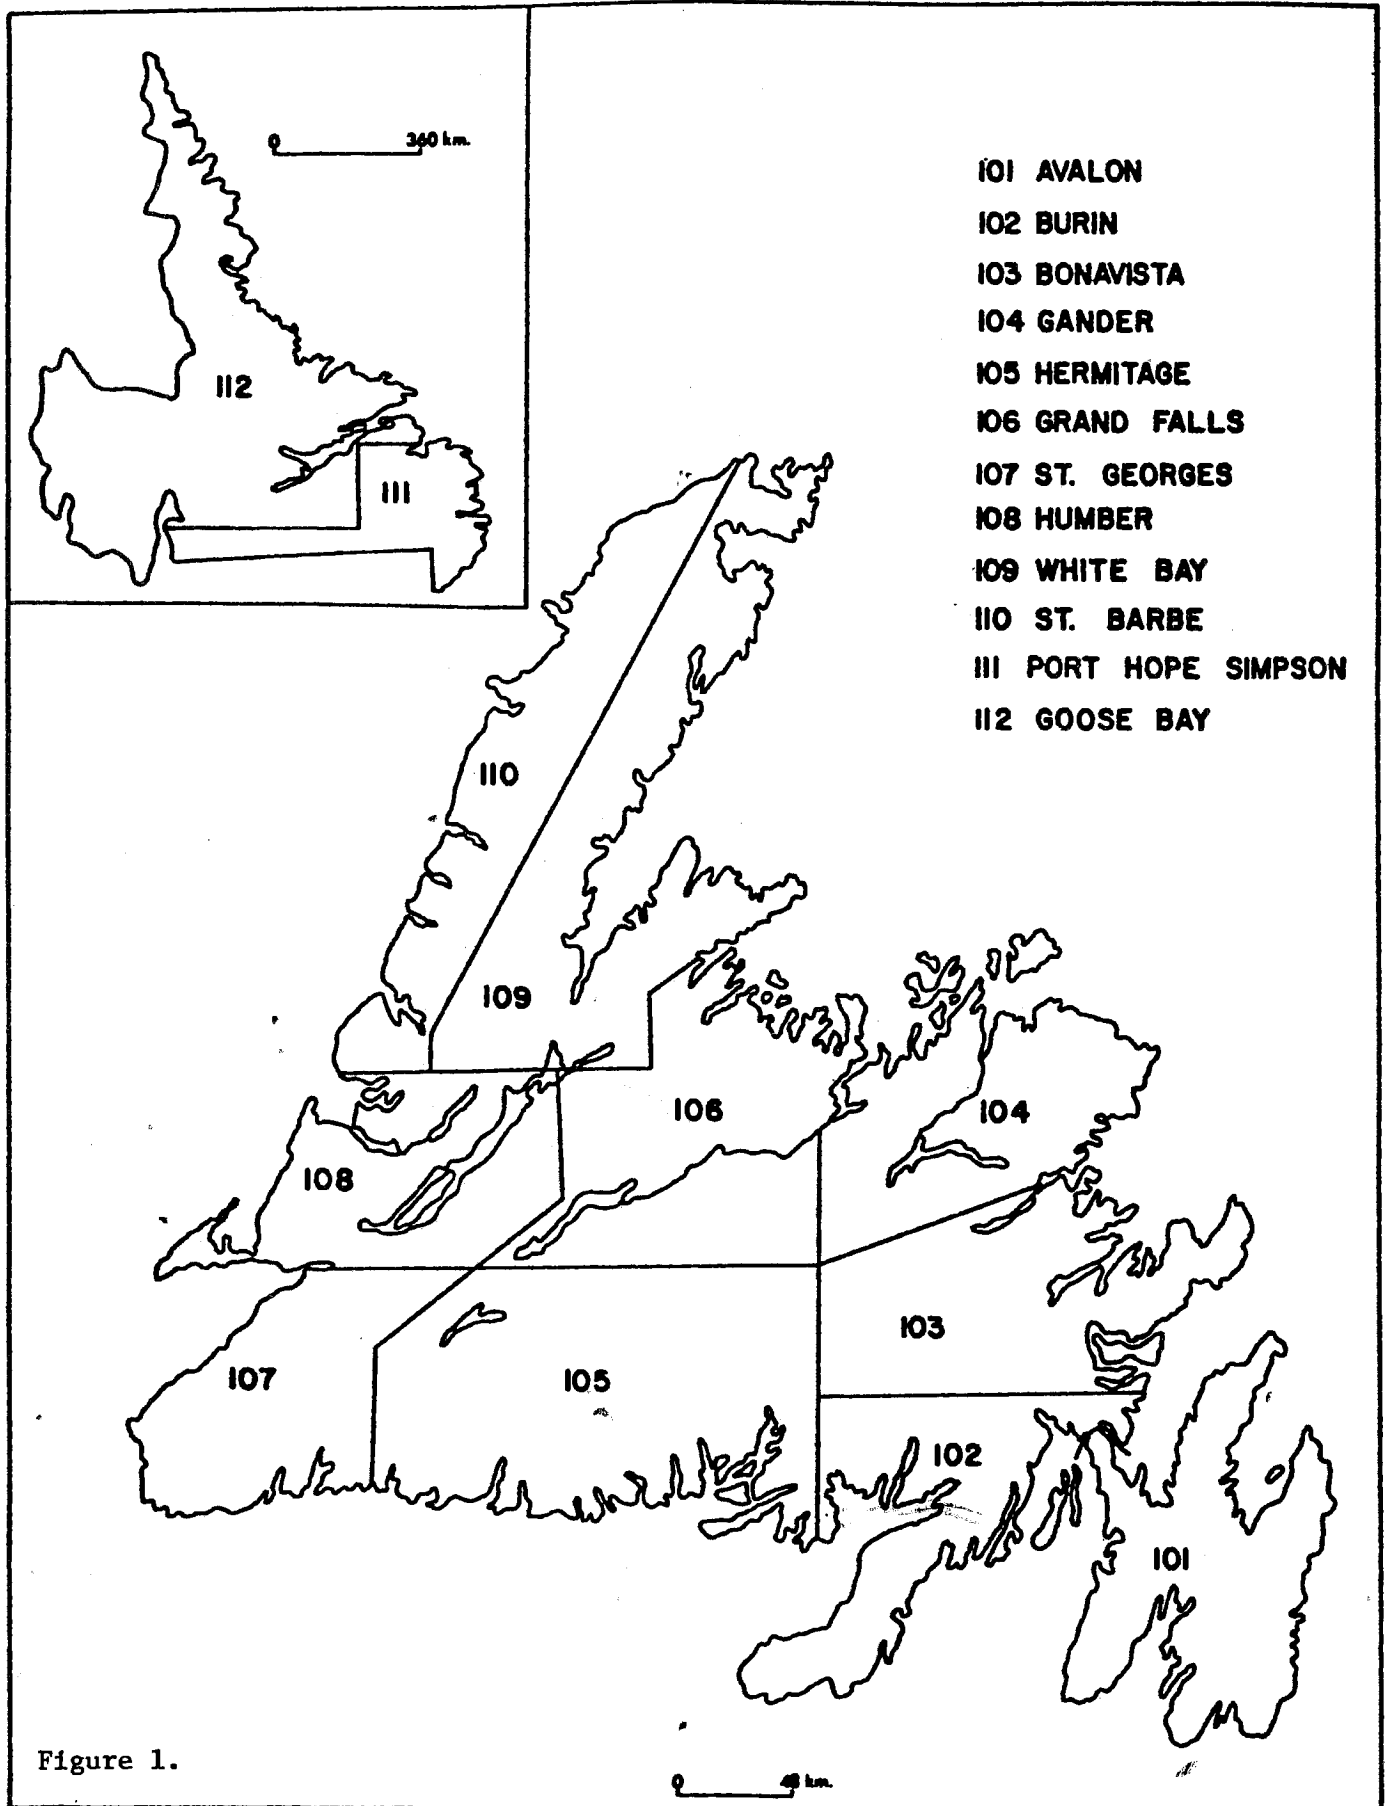 0 360 km.
101 AVALON
102 BURIN
103 BONAVISTA
104 GANDER
105 HERMITAGE
106 GRAND FALLS
107 ST. GEORGES
108 HUMBER
109 WHITE BAY
110 ST. BARBE
111 PORT HOPE SIMPSON
112 GOOSE BAY
112
111
110
109
106
104
108
103
107
105
102
101
Figure 1.
0 48 km.